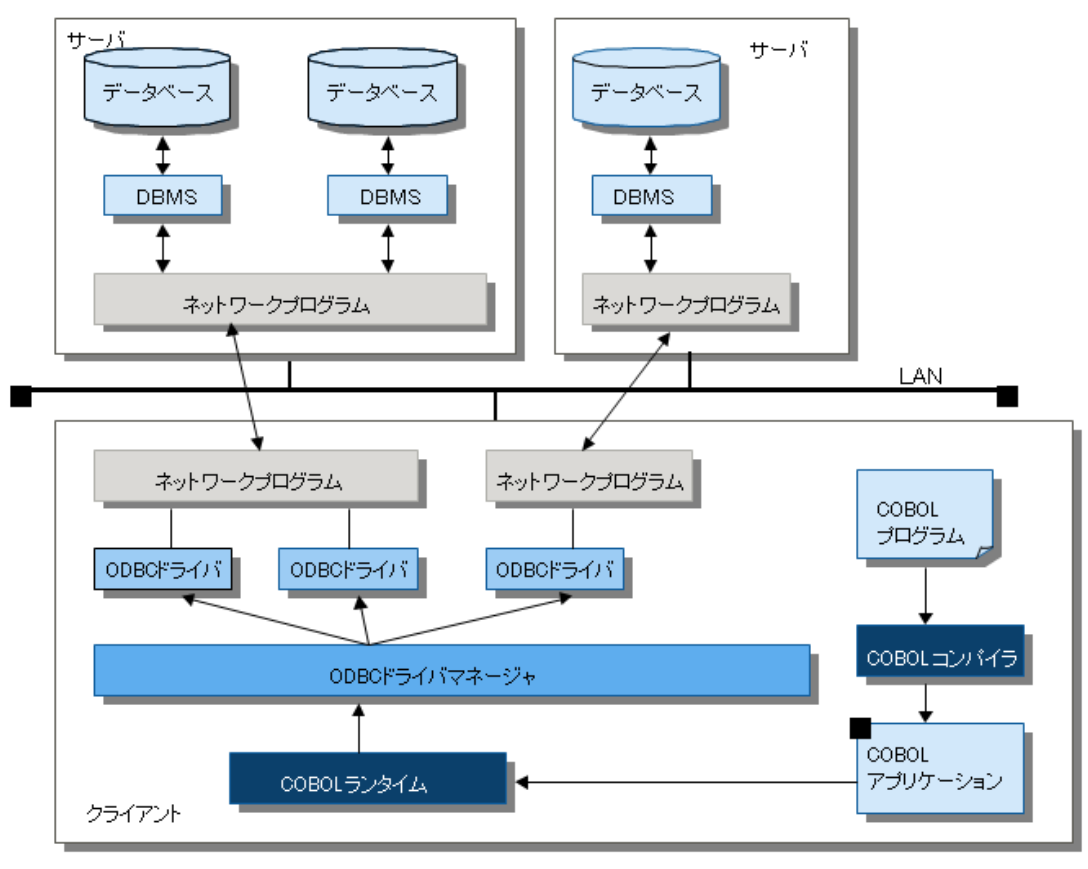 サーバ
サーバ
データベース
データベース
データベース
DBMS
DBMS
DBMS
ネットワークプログラム
ネットワークプログラム
LAN
ネットワークプログラム
ネットワークプログラム
COBOL
プログラム
ODBCドライバ
ODBCドライバ
ODBCドライバ
COBOLコンパイラ
ODBCドライバマネージャ
COBOL
アプリケーション
COBOLランタイム
クライアント